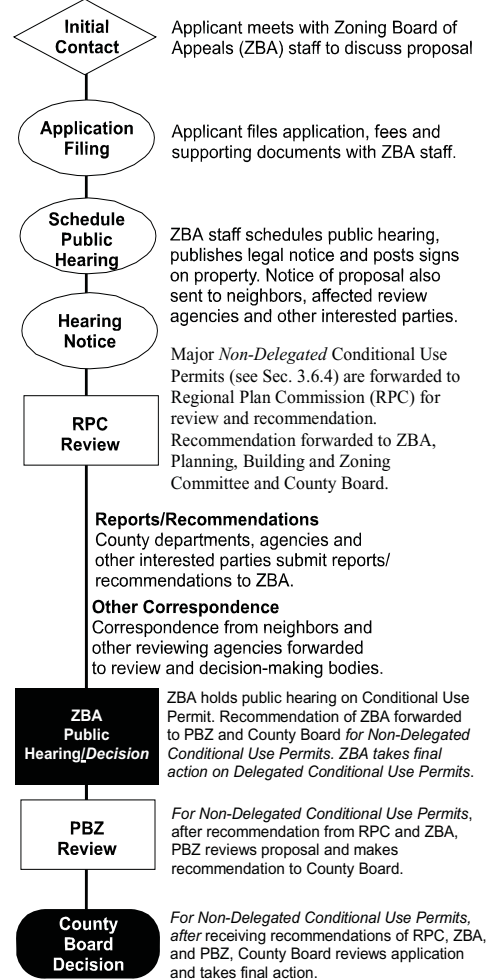 Initial
Contact
Applicant meets with Zoning Board of
Appeals (ZBA) staff to discuss proposal
Application
Filing
Applicant files application, fees and
supporting documents with ZBA staff.
Schedule
Public
Hearing
ZBA staff schedules public hearing,
publishes legal notice and posts signs
on property. Notice of proposal also
sent to neighbors, affected review
agencies and other interested parties.
Hearing
Notice
Major Non-Delegated Conditional Use
Permits (see Sec. 3.6.4) are forwarded to
Regional Plan Commission (RPC) for
review and recommendation.
Recommendation forwarded to ZBA,
Planning, Building and Zoning
Committee and County Board.
RPC
Review
Reports/Recommendations
County departments, agencies and
other interested parties submit reports/
recommendations to ZBA.
Other Correspondence
Correspondence from neighbors and
other reviewing agencies forwarded
to review and decision-making bodies.
ZBA
Public
Hearing/Decision
ZBA holds public hearing on Conditional Use
Permit. Recommendation of ZBA forwarded
to PBZ and County Board for Non-Delegated
Conditional Use Permits. ZBA takes final
action on Delegated Conditional Use Permits.
PBZ
Review
For Non-Delegated Conditional Use Permits,
after recommendation from RPC and ZBA,
PBZ reviews proposal and makes
recommendation to County Board.
County
Board
Decision
For Non-Delegated Conditional Use Permits,
after receiving recommendations of RPC, ZBA,
and PBZ, County Board reviews application
and takes final action.